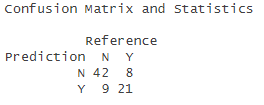 Confusion Matrix and Statistics
Reference
Prediction N Y
N 42 8
Y 9 21